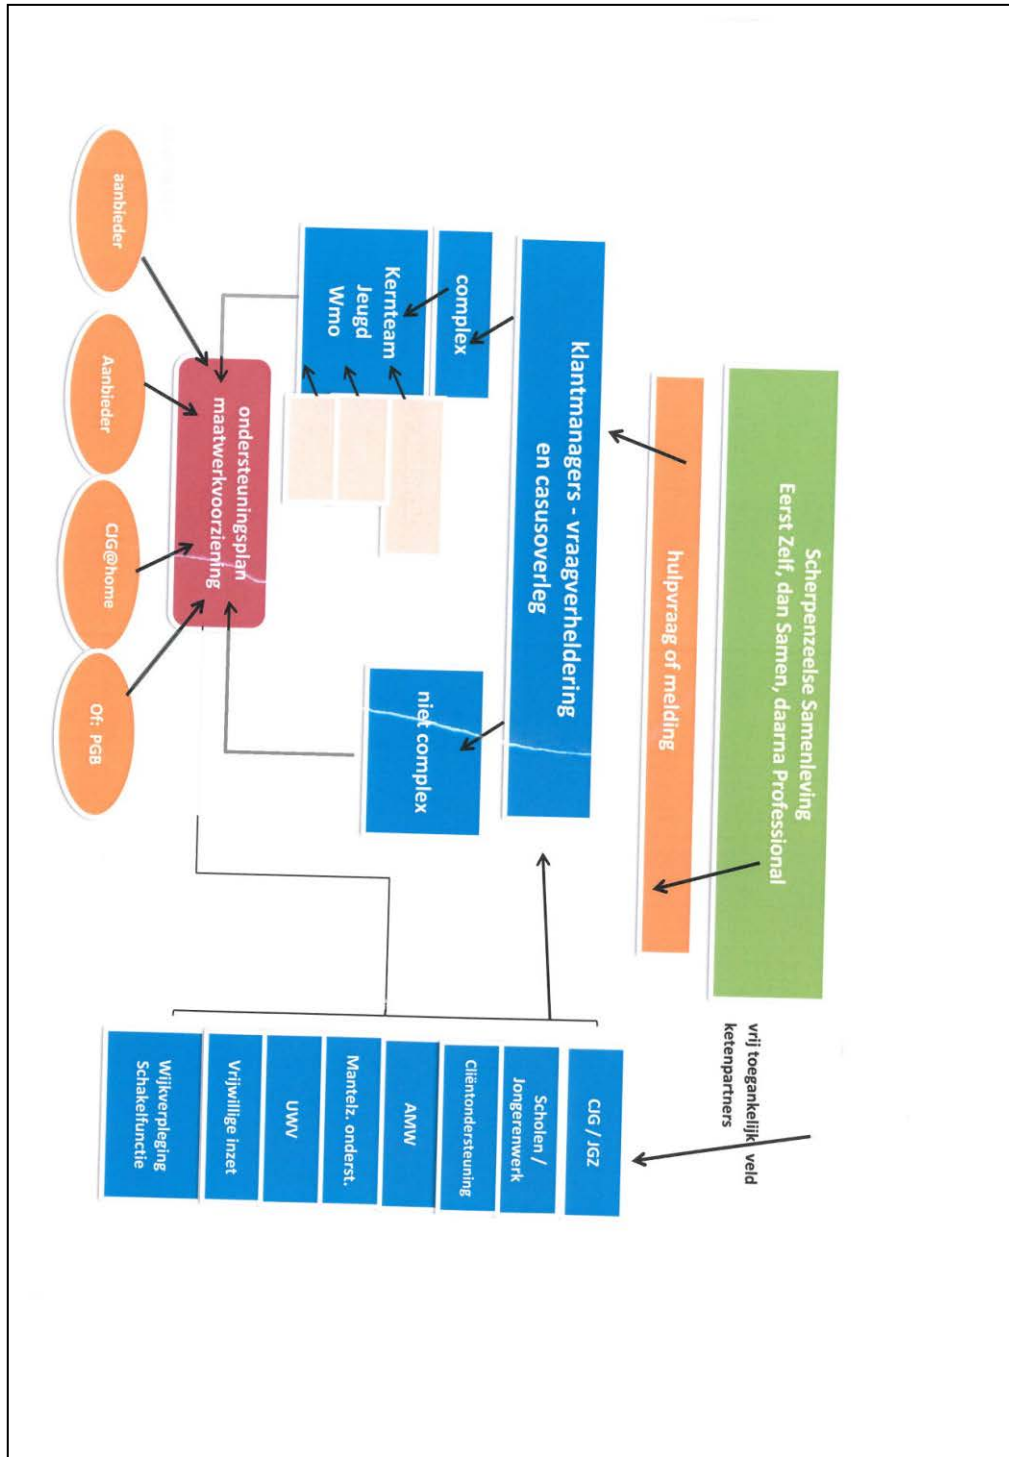 Scherpenzeelse Samenleving
Eerst Zelf, dan Samen, daarna Professional
vrij toegankelijk veld
ketenpartners
hulpvraag of melding
klantmanagers - vraagverheldering
en casusoverleg
complex
Kernteam
Jeugd
Wmo
niet complex
CJG / JGZ
Scholen /
Jongerenwerk
Cliëntondersteuning
AMW
Mantelz. onderst.
UWV
Vrijwillige inzet
Wijkverpleging
Schakelfunctie
ondersteuningsplan
maatwerkvoorziening
aanbieder
Aanbieder
CJG@home
Of: PGB